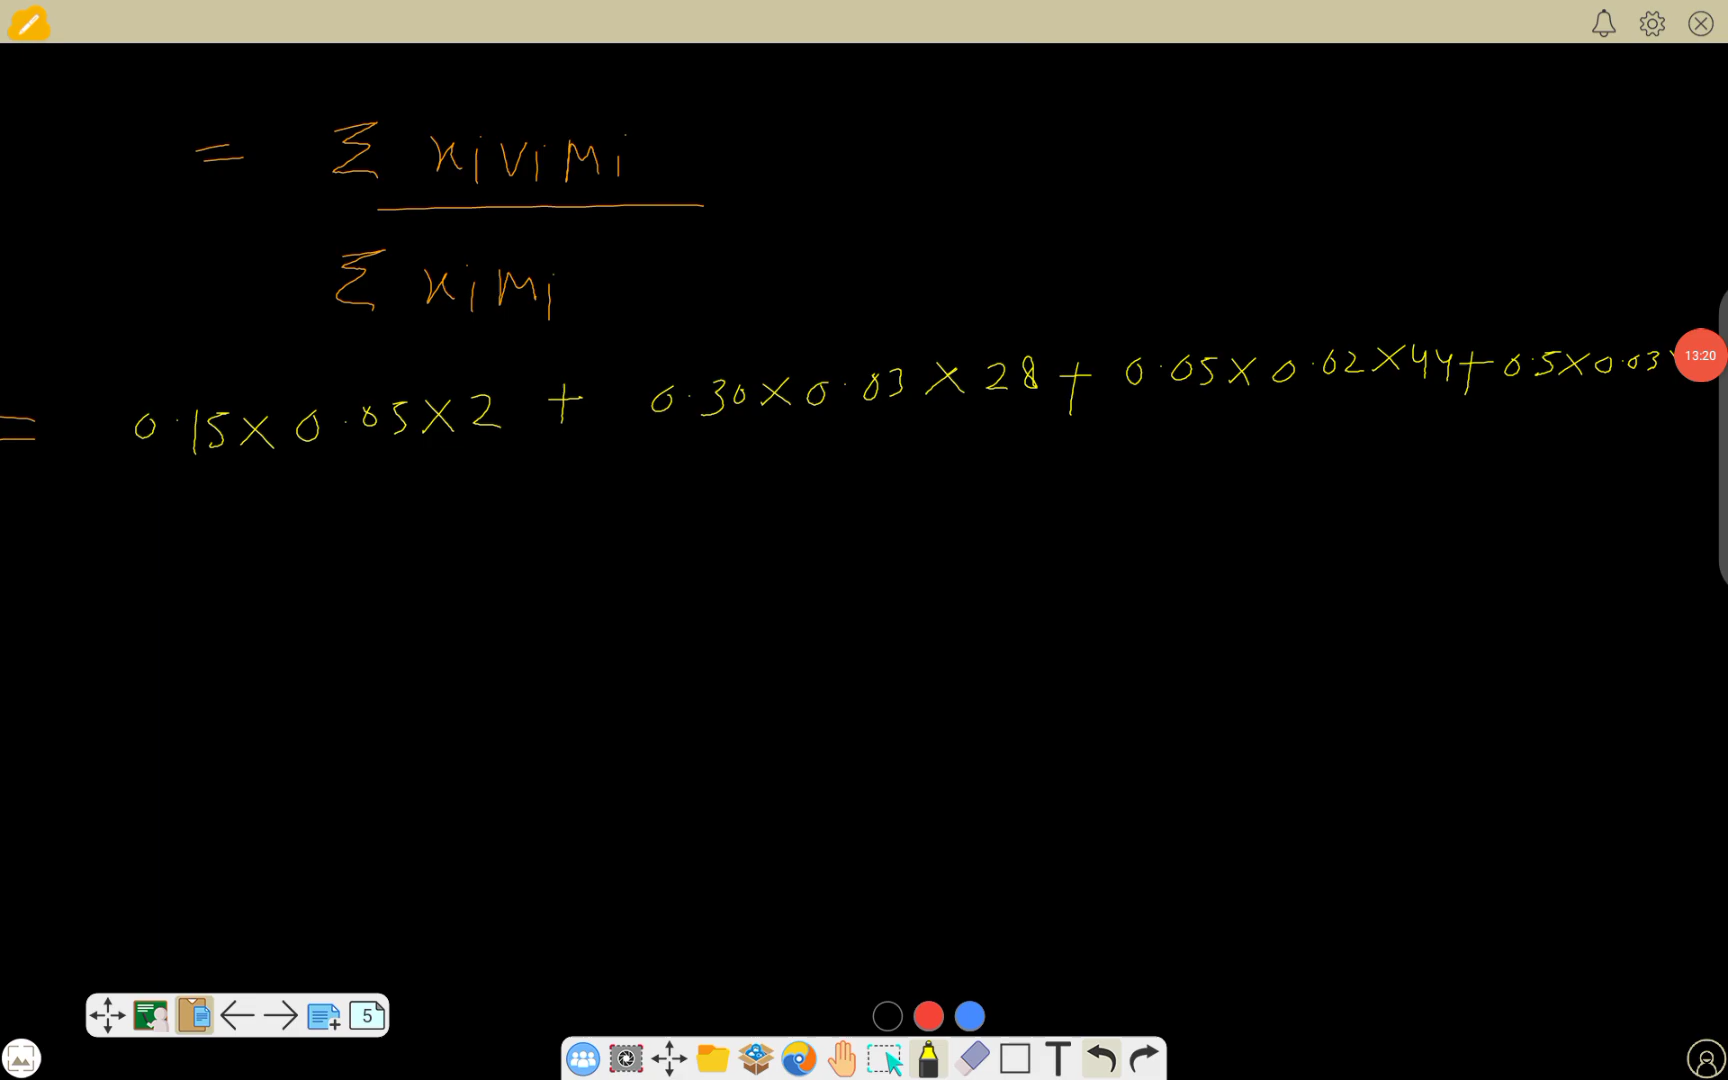 = Σ xiviMi
Σ xiMi
= 0.15×0.05×2 + 0.30×0.03×28+ 0.05×0.02×44+0.5×0.03
13:20
5
T